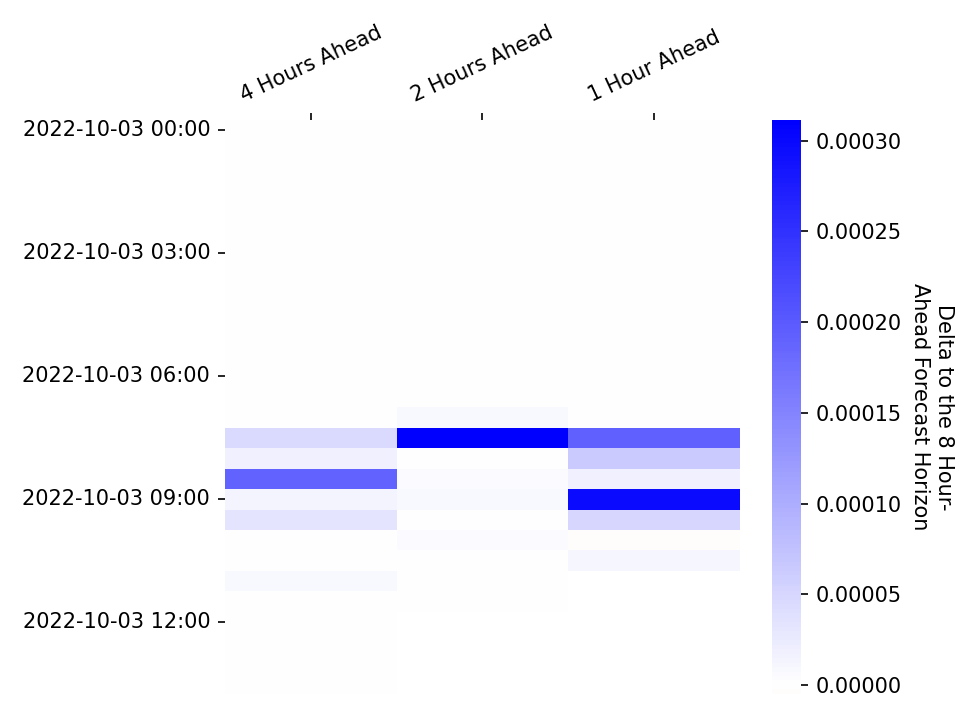 4 Hours Ahead
2 Hours Ahead
1 Hour Ahead
2022-10-03 00:00
2022-10-03 03:00
2022-10-03 06:00
2022-10-03 09:00
2022-10-03 12:00
0.00030
0.00025
0.00020
0.00015
0.00010
0.00005
0.00000
Delta to the 8 Hour-
Ahead Forecast Horizon